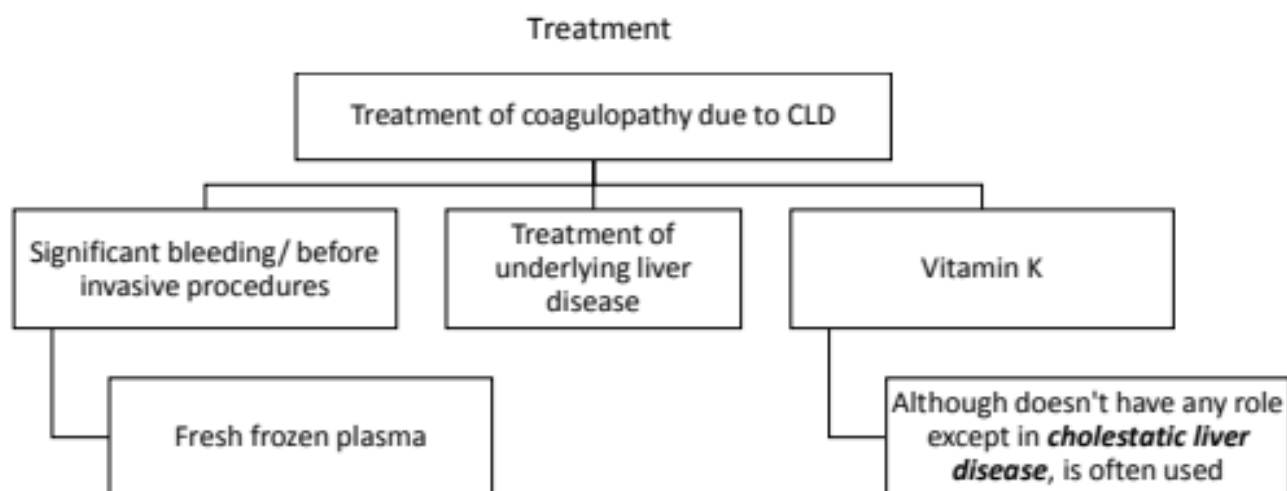 Treatment
Treatment of coagulopathy due to CLD
Significant bleeding/ before
invasive procedures
Treatment of
underlying liver
disease
Vitamin K
Fresh frozen plasma
Although doesn't have any role
except in cholestatic liver
disease, is often used